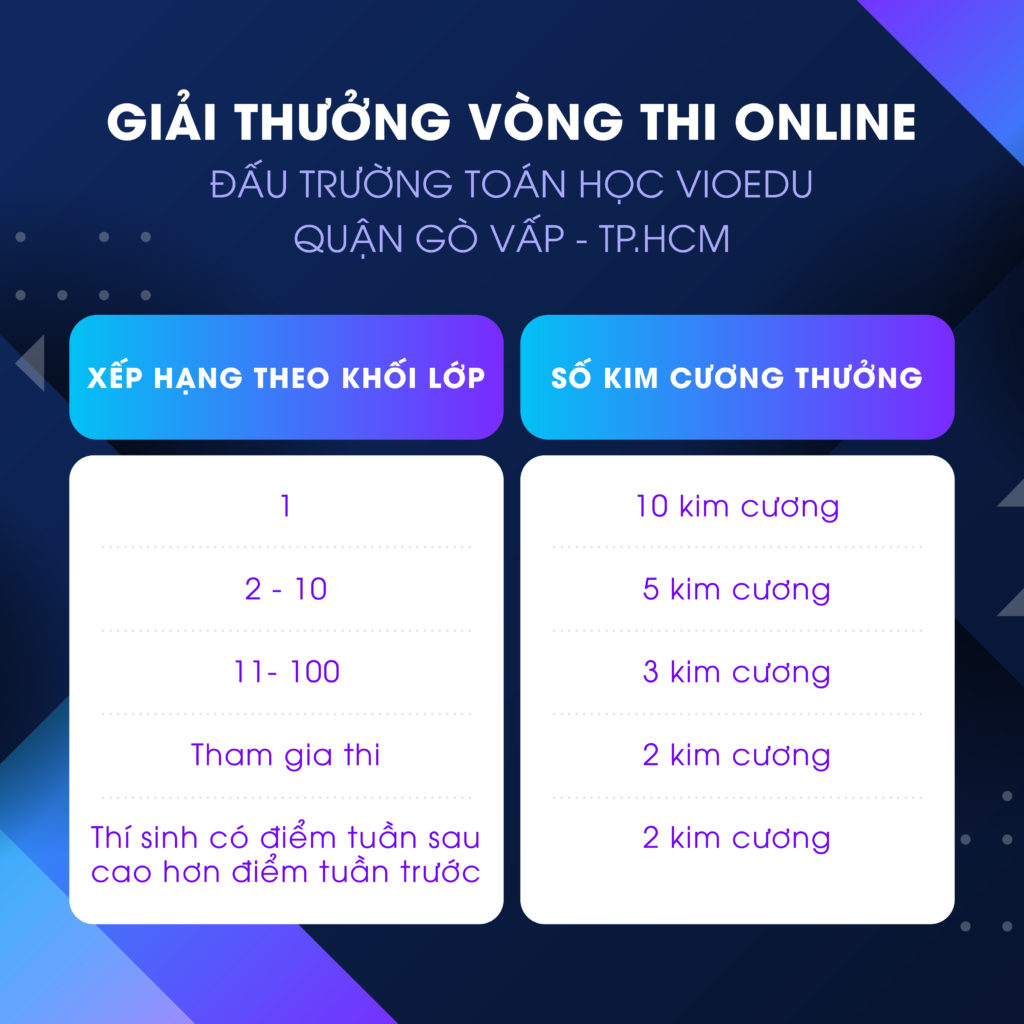 GIẢI THƯỞNG VÒNG THI ONLINE
ĐẤU TRƯỜNG TOÁN HỌC VIOEDU
QUẬN GÒ VẤP - TP.HCM
XẾP HẠNG THEO KHỐI LỚP
SỐ KIM CƯƠNG THƯỞNG
1
10 kim cương
2 - 10
5 kim cương
11- 100
3 kim cương
Tham gia thi
2 kim cương
Thí sinh có điểm tuần sau
cao hơn điểm tuần trước
2 kim cương